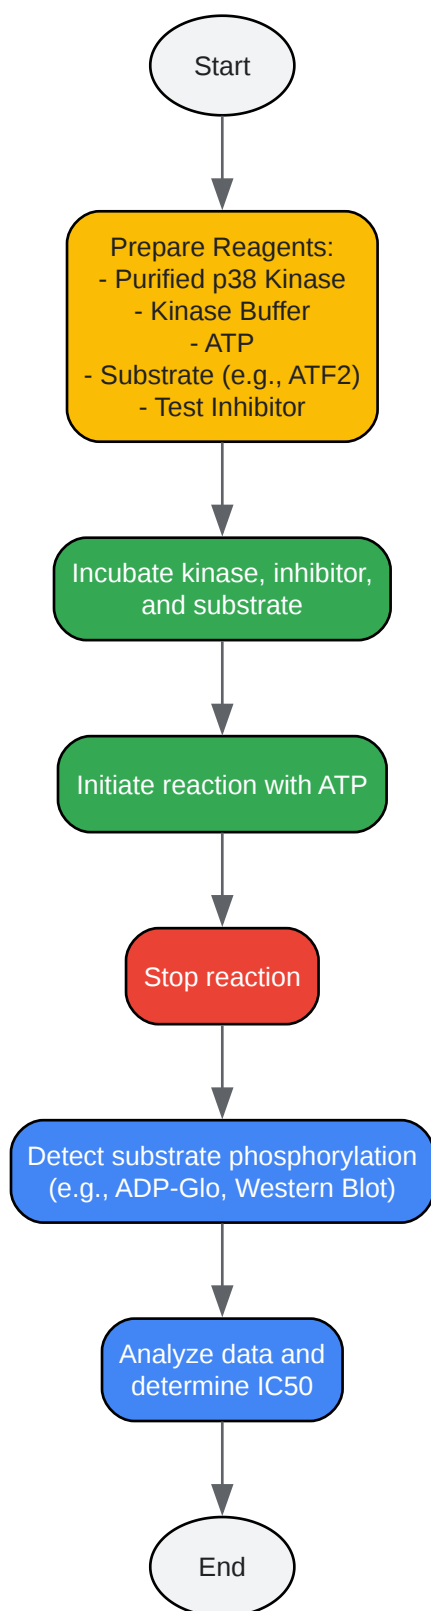 Start
Prepare Reagents:
- Purified p38 Kinase
- Kinase Buffer
- ATP
- Substrate (e.g., ATF2)
- Test Inhibitor
Incubate kinase, inhibitor,
and substrate
Initiate reaction with ATP
Stop reaction
Detect substrate phosphorylation
(e.g., ADP-Glo, Western Blot)
Analyze data and
determine IC50
End